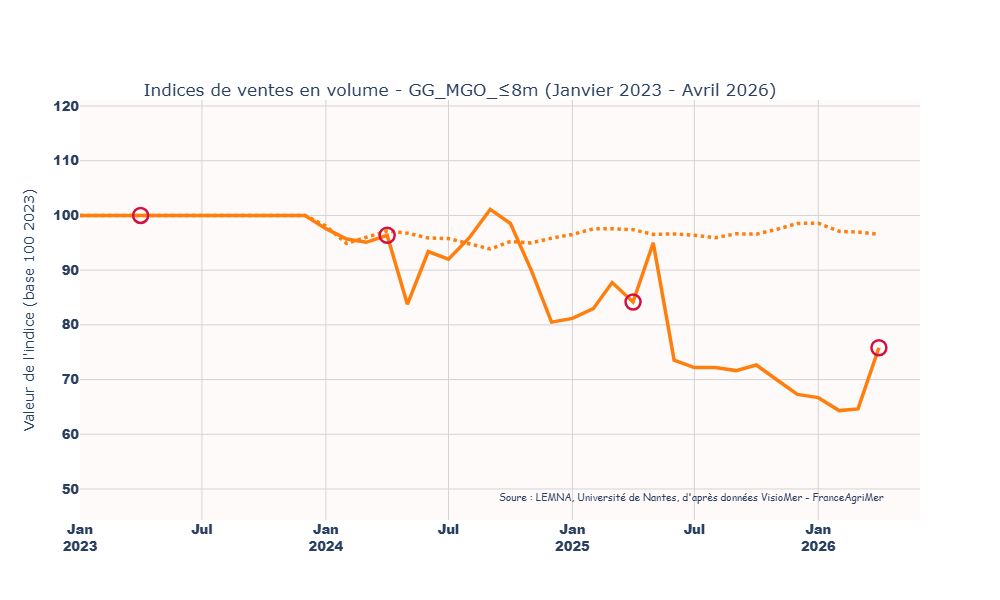 Indices de ventes en volume - GG_MGO_≤8m (Janvier 2023 - Avril 2026)
Valeur de l'indice (base 100 2023)
120
110
100
90
80
70
60
50
Soure : LEMNA, Université de Nantes, d'après données VisioMer - FranceAgriMer
Jan Jul Jan Jul Jan Jul Jan
2023 2024 2025 2026